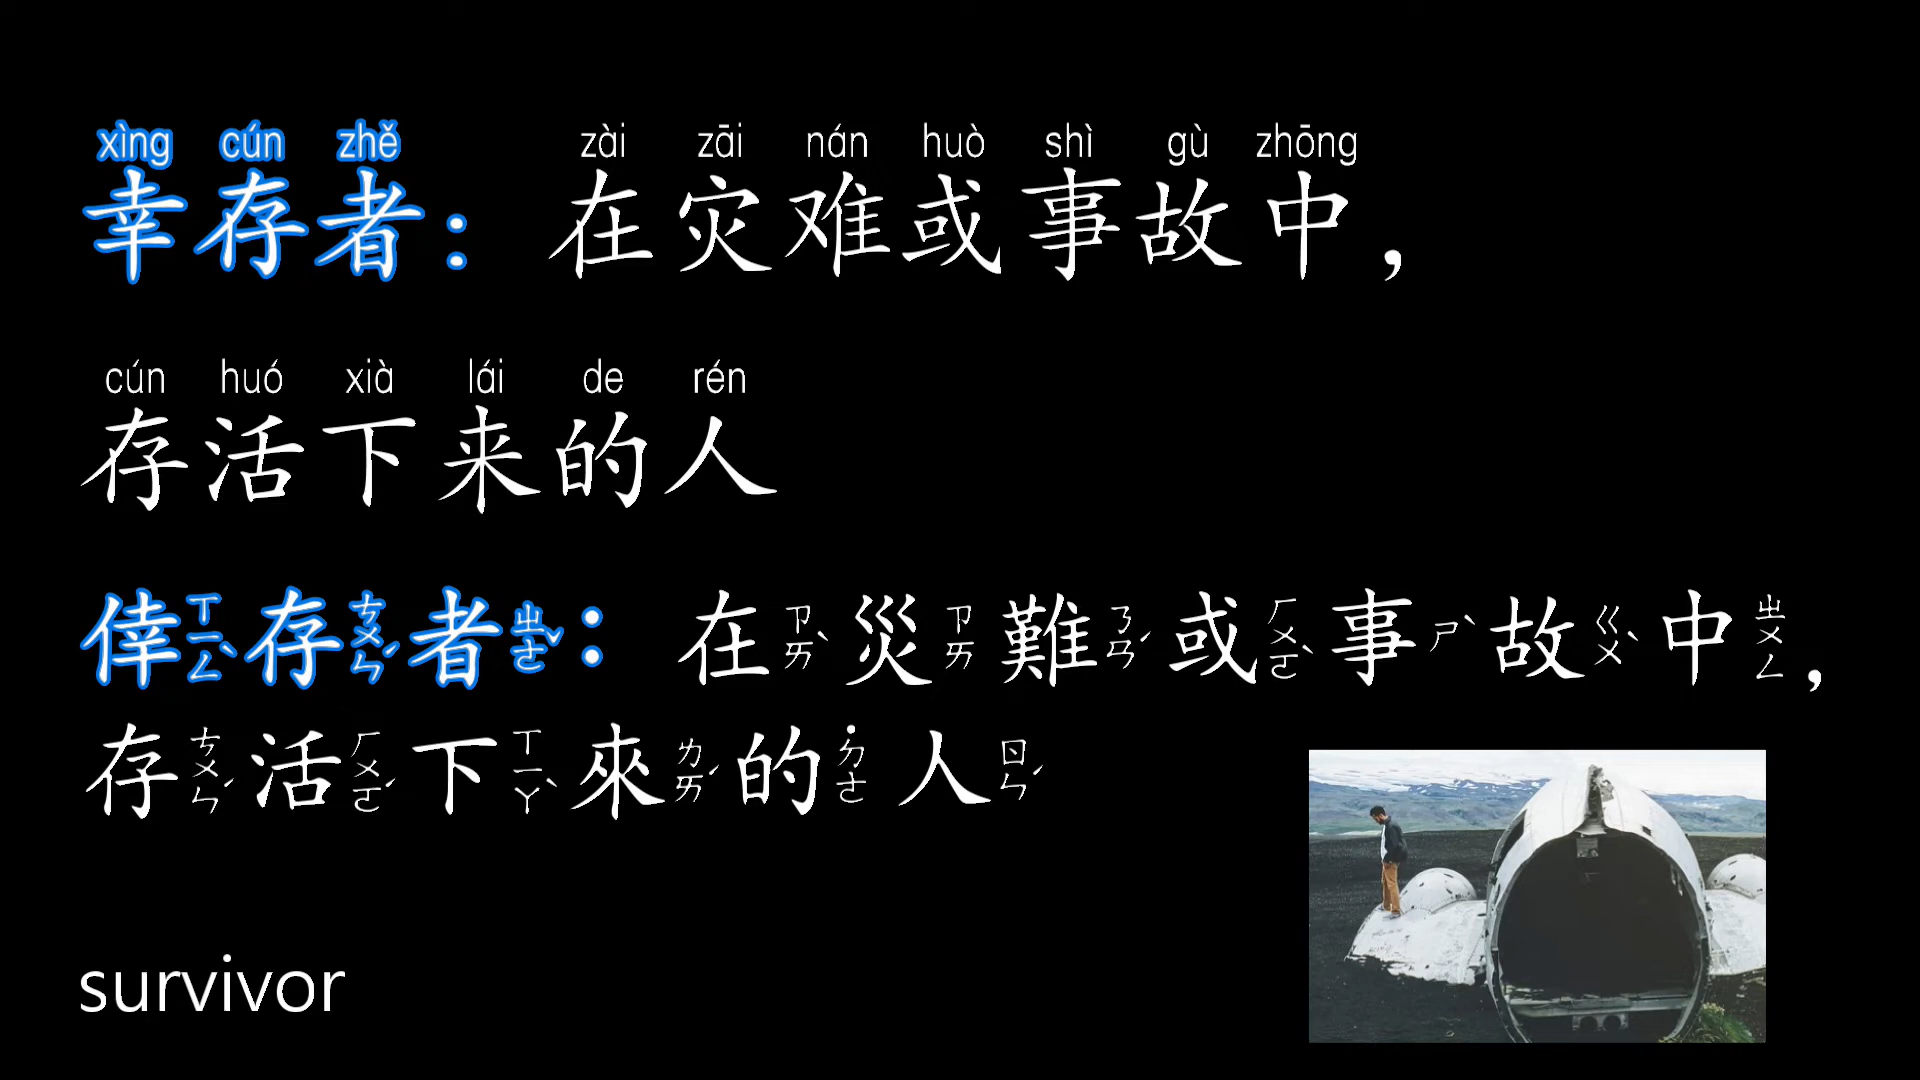 xìng cún zhě zài zāi nán huò shì gù zhōng
幸存者：在灾难或事故中，
cún huó xià lái de rén
存活下来的人
倖ㄒㄧㄥˋ存ㄘㄨㄣˊ者ㄓㄜˇ：在ㄗㄞˋ災ㄗㄞ難ㄋㄢˊ或ㄏㄨㄛˋ事ㄕˋ故ㄍㄨˋ中ㄓㄨㄥ，
存ㄘㄨㄣˊ活ㄏㄨㄛˊ下ㄒㄧㄚˋ來ㄌㄞˊ的˙ㄉㄜ人ㄖㄣˊ
survivor